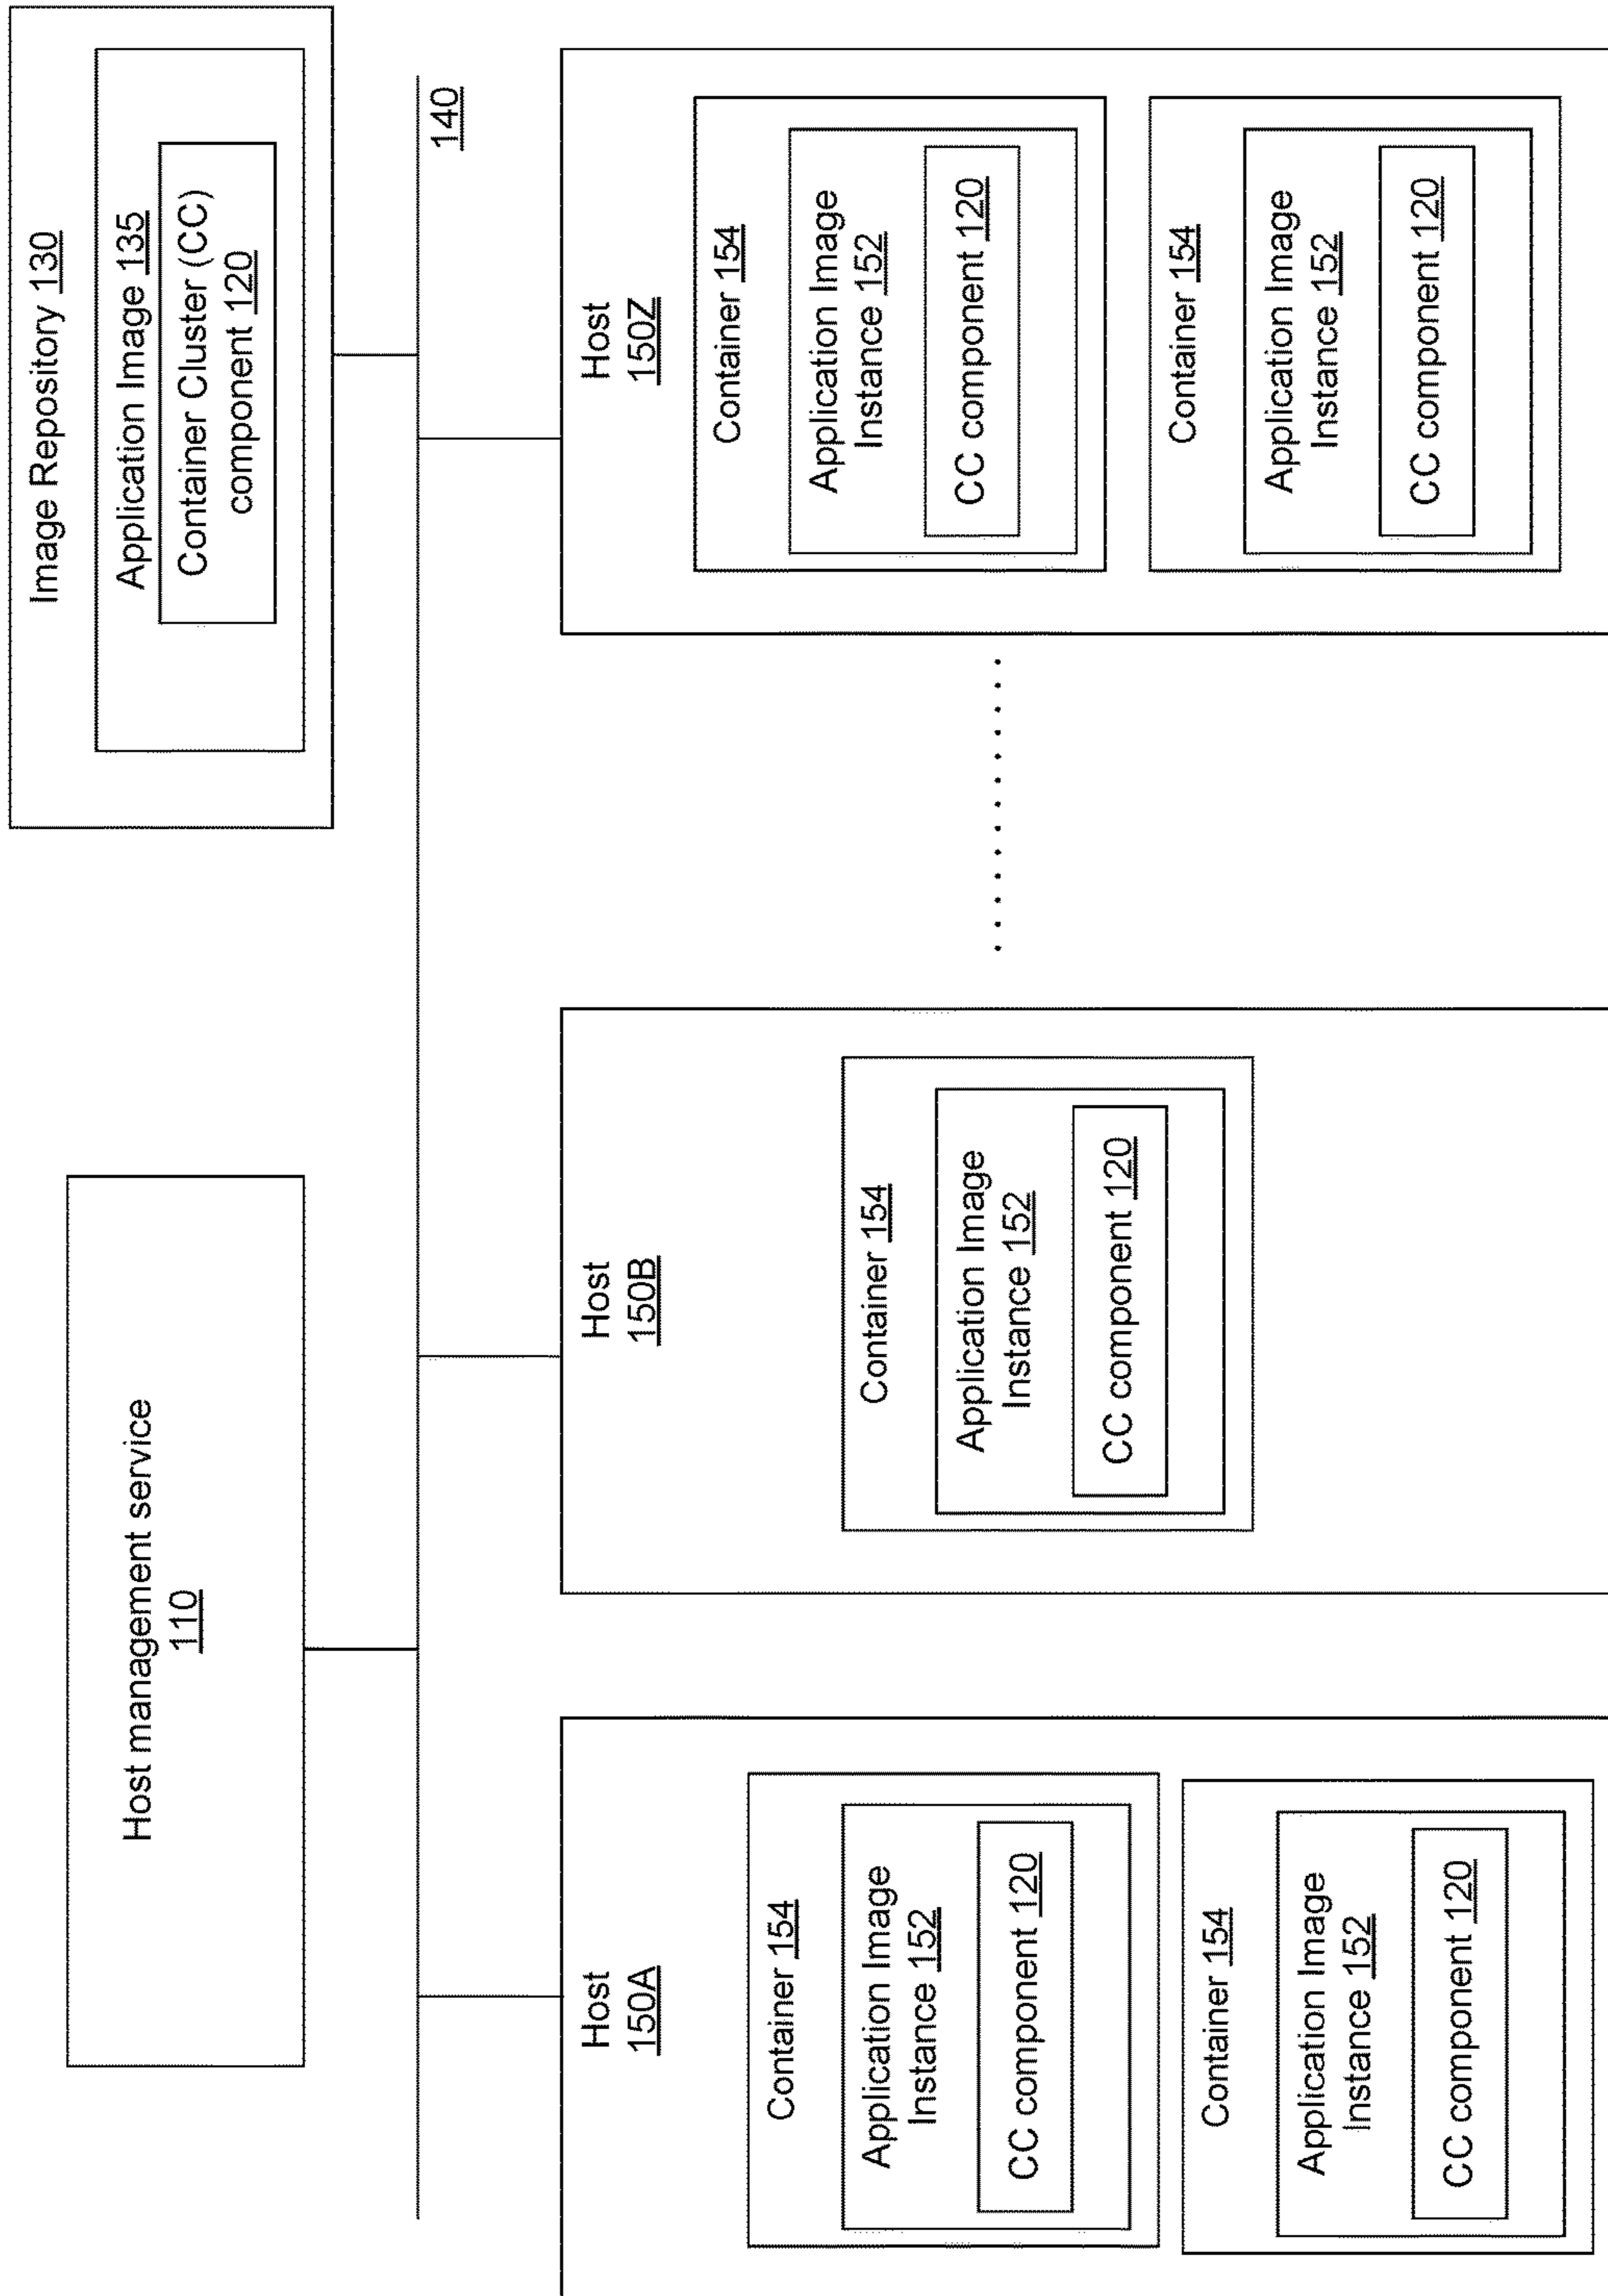 Host management service
110
Image Repository 130
Application Image 135
Container Cluster (CC)
component 120
140
Host
150A
Container 154
Application Image
Instance 152
CC component 120
Container 154
Application Image
Instance 152
CC component 120
Host
150B
Container 154
Application Image
Instance 152
CC component 120
Host
150Z
Container 154
Application Image
Instance 152
CC component 120
Container 154
Application Image
Instance 152
CC component 120